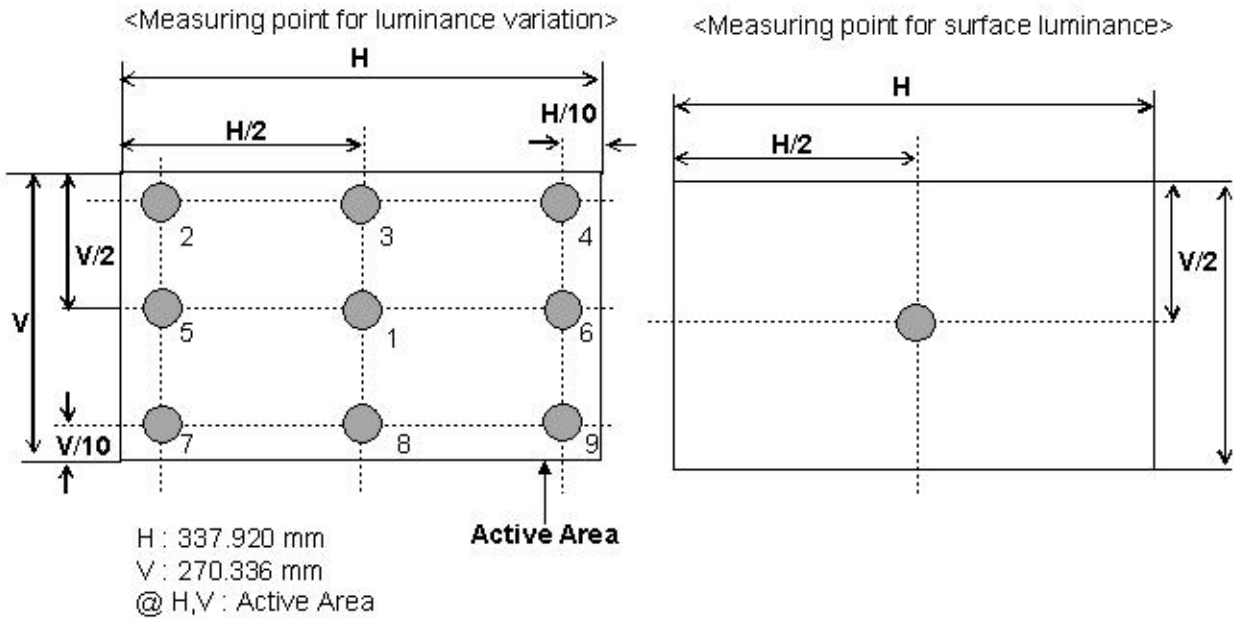 <Measuring point for luminance variation>
<Measuring point for surface luminance>
H
H/2
H/10
V
V/2
V/10
2
3
4
5
1
6
7
8
9
Active Area
H : 337.920 mm
V : 270.336 mm
@ H,V : Active Area
H
H/2
V/2